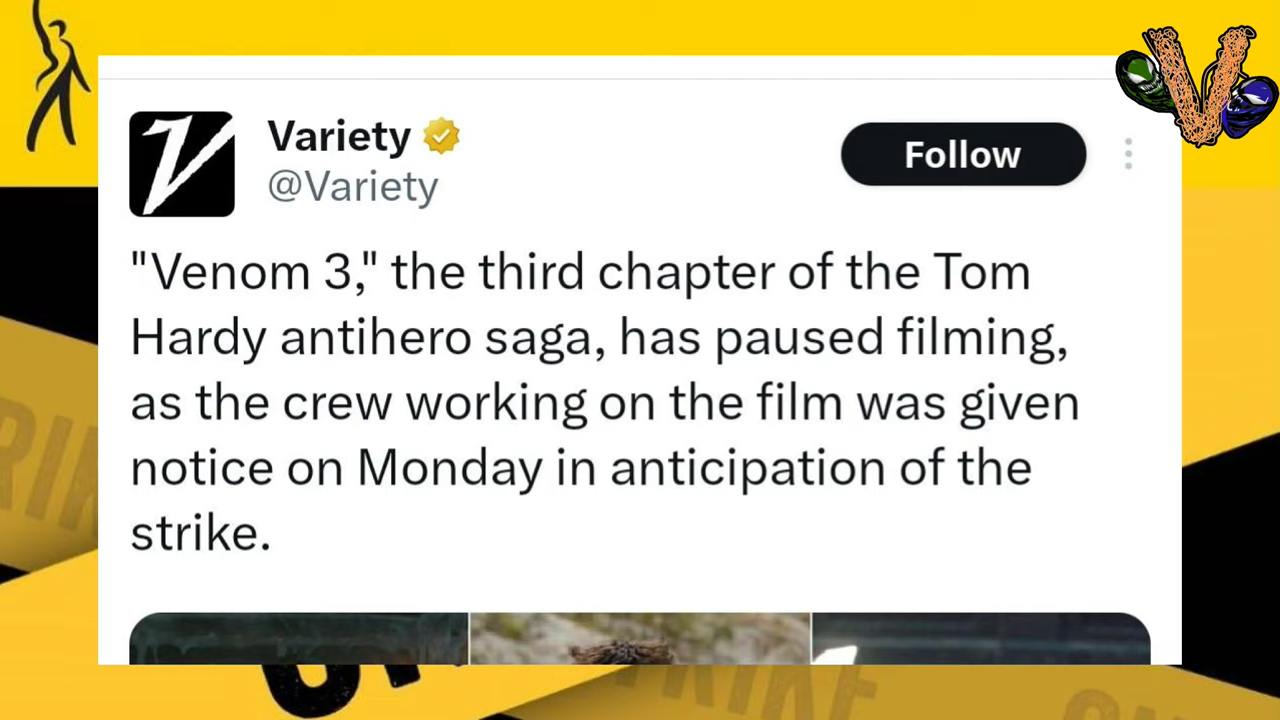 Variety
@Variety
Follow
"Venom 3," the third chapter of the Tom
Hardy antihero saga, has paused filming,
as the crew working on the film was given
notice on Monday in anticipation of the
strike.
STRIKE